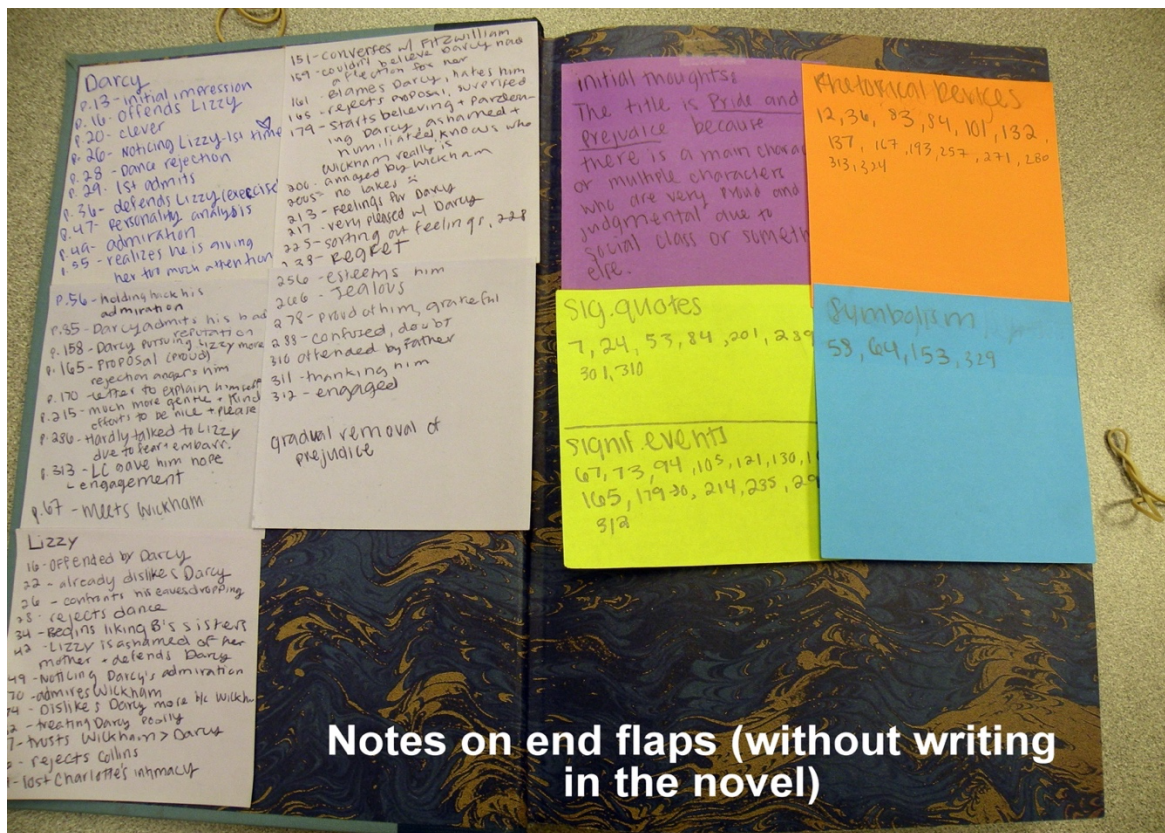 Darcy
p.13 - initial impression
p.16 - Offends Lizzy
p.20 - clever
p.26 - Noticing Lizzy 1st time
p.28 - Dance rejection
p.29 - 1st admits
p.36 - defends Lizzy (exercise
p.47 - Personality analysis
p.49 - admiration
p.55 - realizes he is giving
her too much attention
p.56 - holding back his
admiration
p.85 - Darcy admits his bad
reputation
p.158 - Darcy pursuing Lizzy more
p.165 - Proposal (proud)
rejection angers him
p.170 - letter to explain himself
p.215 - much more gentle + kind
efforts to be nice + please
p.286 - Hardly talked to Lizzy
due to fear + embarr.
p.313 - LC gave him hope
engagement
p.67 - meets Wickham
Lizzy
16 - offended by Darcy
22 - already dislikes Darcy
26 - confronts his eavesdropping
28 - rejects dance
34 - Begins liking B's sisters
42 - Lizzy is ashamed of her
mother + defends Darcy
49 - Noticing Darcy's admiration
70 - admires Wickham
- Dislikes Darcy more b/c Wickh
- treating Darcy Poorly
- trusts Wickham > Darcy
- rejects Collins
- lost Charlotte's intimacy
151 - converses w/ Fitzwilliam
159 - couldn't believe Darcy had
affection for her
161 - Blames Darcy, hates him
165 - rejects proposal, surprised
179 - starts believing + pardon-
ing Darcy, ashamed +
humiliated, knows who
Wickham really is
206 - annoyed by Wickham
no lakes
213 - Feelings for Darcy
217 - very pleased w/ Darcy
225 - sorting out feelings, 228
- Regret
256 - esteems him
266 - Jealous
278 - proud of him, grateful
288 - confused, doubt
310 offended by Father
311 - thanking him
312 - engaged
gradual removal of
prejudice
initial thoughts:
The title is Pride and
Prejudice because
there is a main charac
or multiple characters
who are very proud and
judgmental due to
social class or someth
else.
Rhetorical Devices
12, 36, 83, 84, 101, 132,
137, 167, 193, 257, 271, 280
313, 324
Sig. quotes
7, 24, 53, 84, 201, 239
301, 310
signif. events
67, 73, 94, 105, 121, 130,
165, 179-80, 214, 235, 29
312
Symbolism
53, 64, 153, 329
Notes on end flaps (without writing
in the novel)